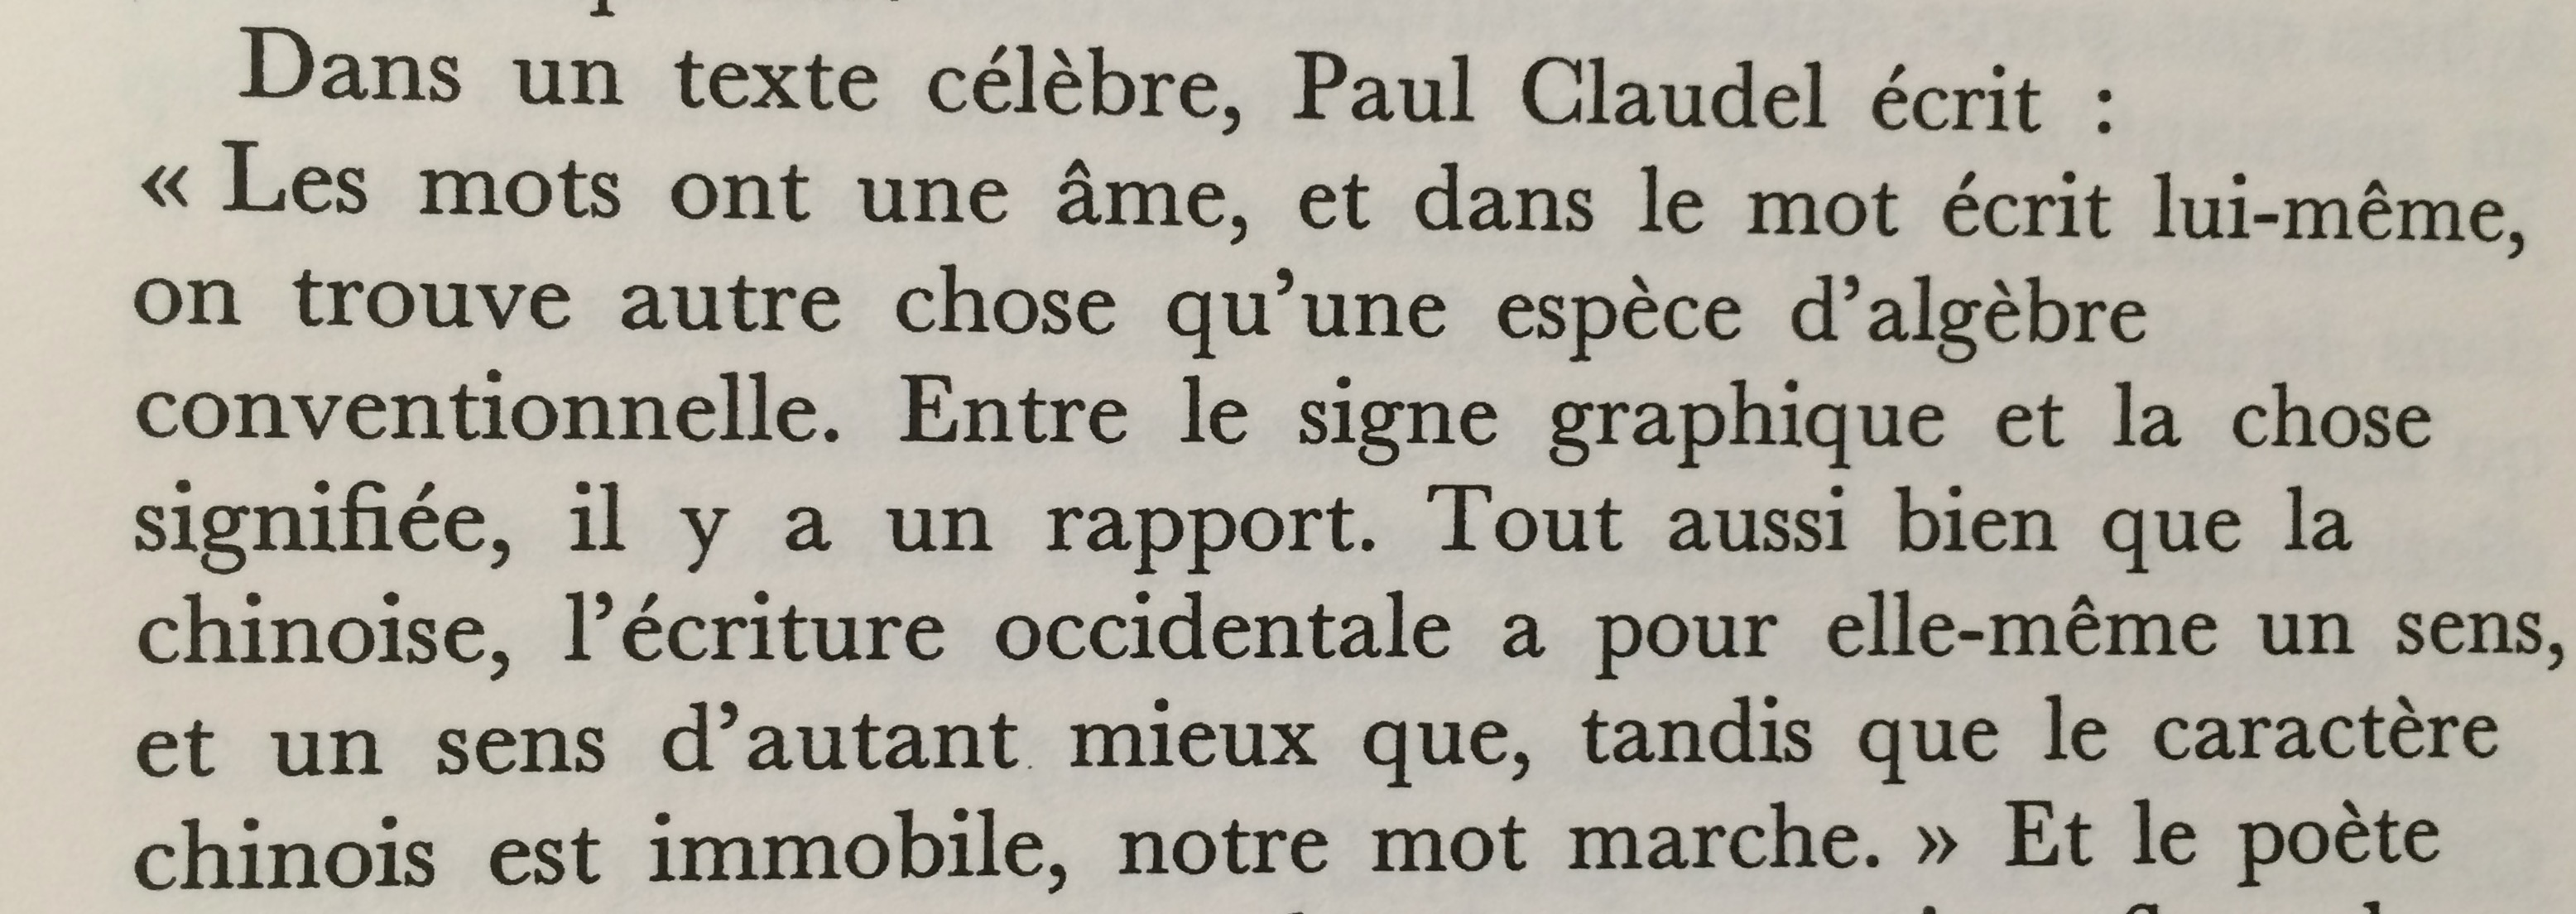 Dans un texte célèbre, Paul Claudel écrit :
« Les mots ont une âme, et dans le mot écrit lui-même,
on trouve autre chose qu’une espèce d’algèbre
conventionnelle. Entre le signe graphique et la chose
signifiée, il y a un rapport. Tout aussi bien que la
chinoise, l’écriture occidentale a pour elle-même un sens,
et un sens d’autant mieux que, tandis que le caractère
chinois est immobile, notre mot marche. » Et le poète